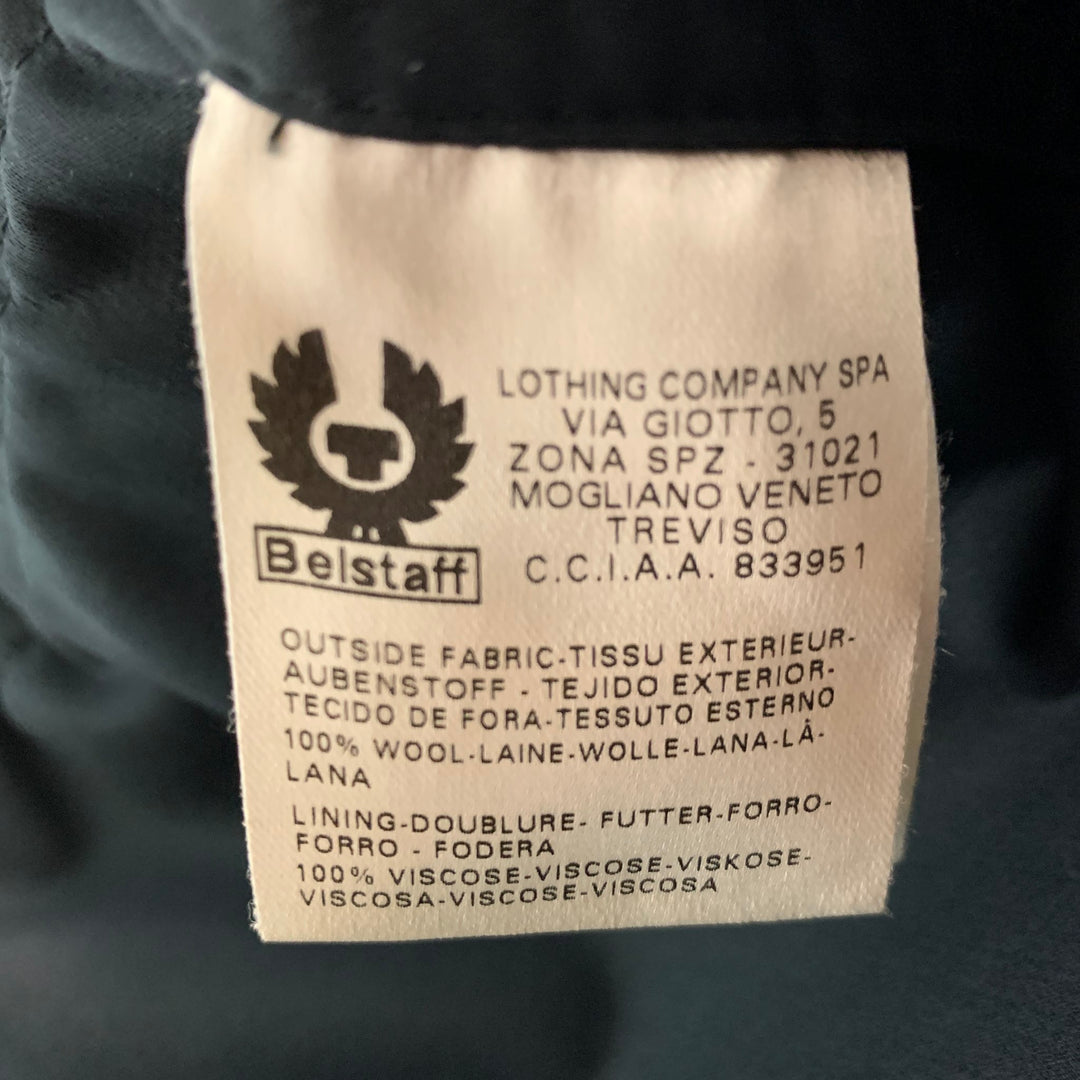 Belstaff
LOTHING COMPANY SPA
VIA GIOTTO, 5
ZONA SPZ - 31021
MOGLIANO VENETO
TREVISO
C.C.I.A.A. 833951
OUTSIDE FABRIC-TISSU EXTERIEUR-
AUBENSTOFF - TEJIDO EXTERIOR-
TECIDO DE FORA-TESSUTO ESTERNO
100% WOOL-LAINE-WOLLE-LANA-LÂ-
LANA
LINING-DOUBLURE- FUTTER-FORRO-
FORRO - FODERA
100% VISCOSE-VISCOSE-VISKOSE-
VISCOSA-VISCOSE-VISCOSA